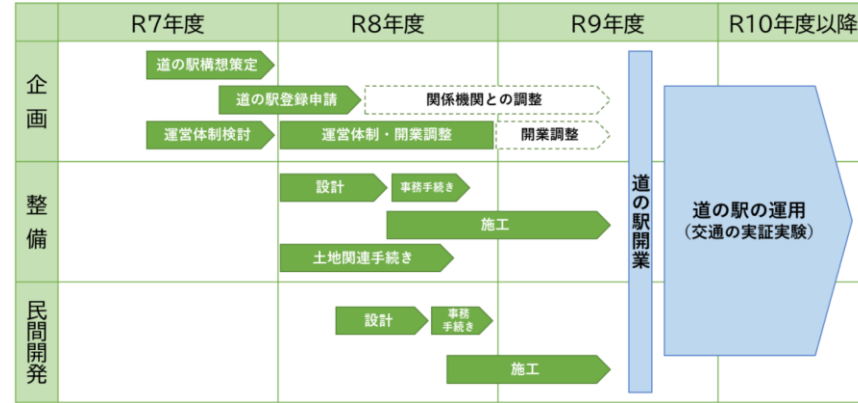 R7年度
R8年度
R9年度
R10年度以降
企画
道の駅構想策定
道の駅登録申請
関係機関との調整
運営体制検討
運営体制・開業調整
開業調整
整備
設計
事務手続き
施工
土地関連手続き
民間開発
設計
事務
手続き
施工
道の駅開業
道の駅の運用
(交通の実証実験)